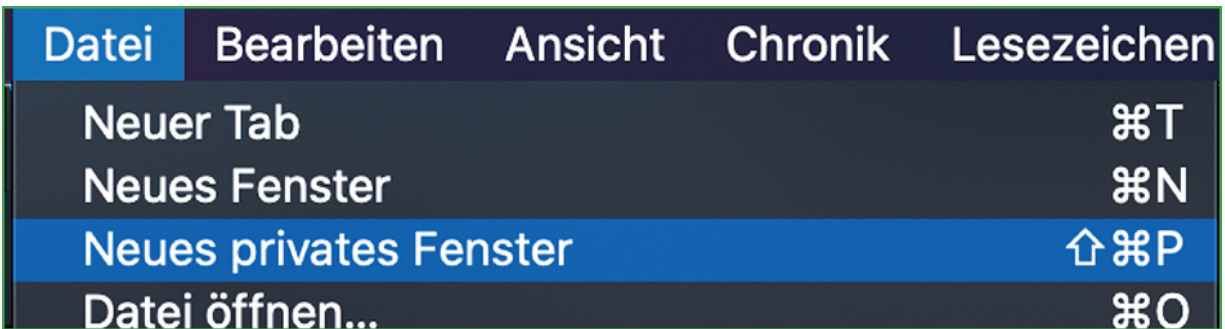 Datei Bearbeiten Ansicht Chronik Lesezeichen
Neuer Tab ⌘T
Neues Fenster ⌘N
Neues privates Fenster ⇧⌘P
Datei öffnen... ⌘O